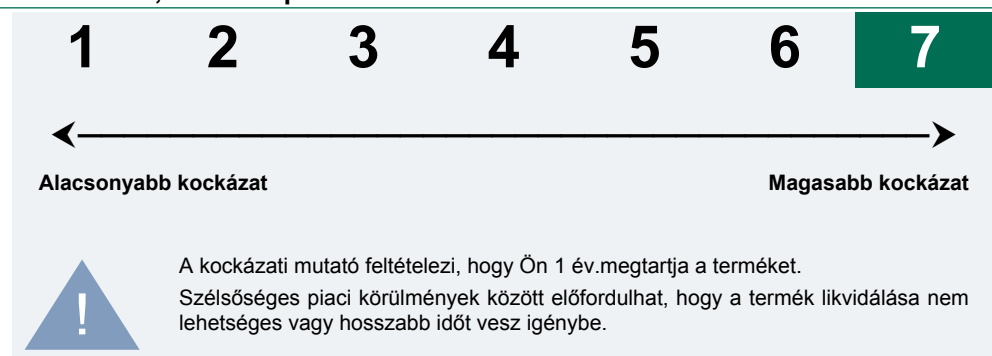 1 2 3 4 5 6 7
Alacsonyabb kockázat Magasabb kockázat
A kockázati mutató feltételezi, hogy Ön 1 év.megtartja a terméket.
Szélsőséges piaci körülmények között előfordulhat, hogy a termék likvidálása nem
lehetséges vagy hosszabb időt vesz igénybe.
!